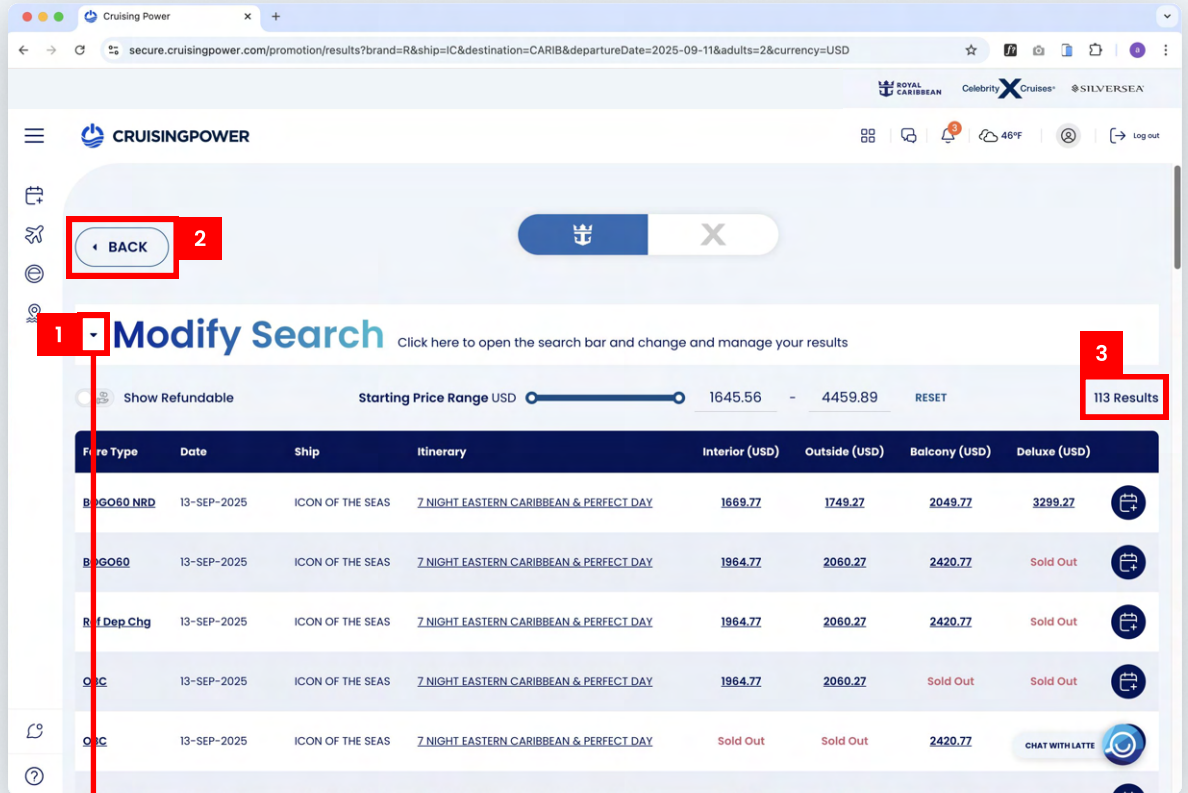 Cruising Power
secure.cruisingpower.com/promotion/results?brand=R&ship=IC&destination=CARIB&departureDate=2025-09-11&adults=2&currency=USD
a
ROYAL CARIBBEAN Celebrity X Cruises® SILVERSEA
CRUISINGPOWER 3 46°F Log out
BACK 2
X
1 Modify Search Click here to open the search bar and change and manage your results
3
Show Refundable Starting Price Range USD 1645.56 - 4459.89 RESET 113 Results
Fare Type Date Ship Itinerary Interior (USD) Outside (USD) Balcony (USD) Deluxe (USD)
BOGO60 NRD 13-SEP-2025 ICON OF THE SEAS 7 NIGHT EASTERN CARIBBEAN & PERFECT DAY 1669.77 1749.27 2049.77 3299.27
BOGO60 13-SEP-2025 ICON OF THE SEAS 7 NIGHT EASTERN CARIBBEAN & PERFECT DAY 1964.77 2060.27 2420.77 Sold Out
Ref Dep Chg 13-SEP-2025 ICON OF THE SEAS 7 NIGHT EASTERN CARIBBEAN & PERFECT DAY 1964.77 2060.27 2420.77 Sold Out
OBC 13-SEP-2025 ICON OF THE SEAS 7 NIGHT EASTERN CARIBBEAN & PERFECT DAY 1964.77 2060.27 Sold Out Sold Out
OBC 13-SEP-2025 ICON OF THE SEAS 7 NIGHT EASTERN CARIBBEAN & PERFECT DAY Sold Out Sold Out 2420.77
CHAT WITH LATTE